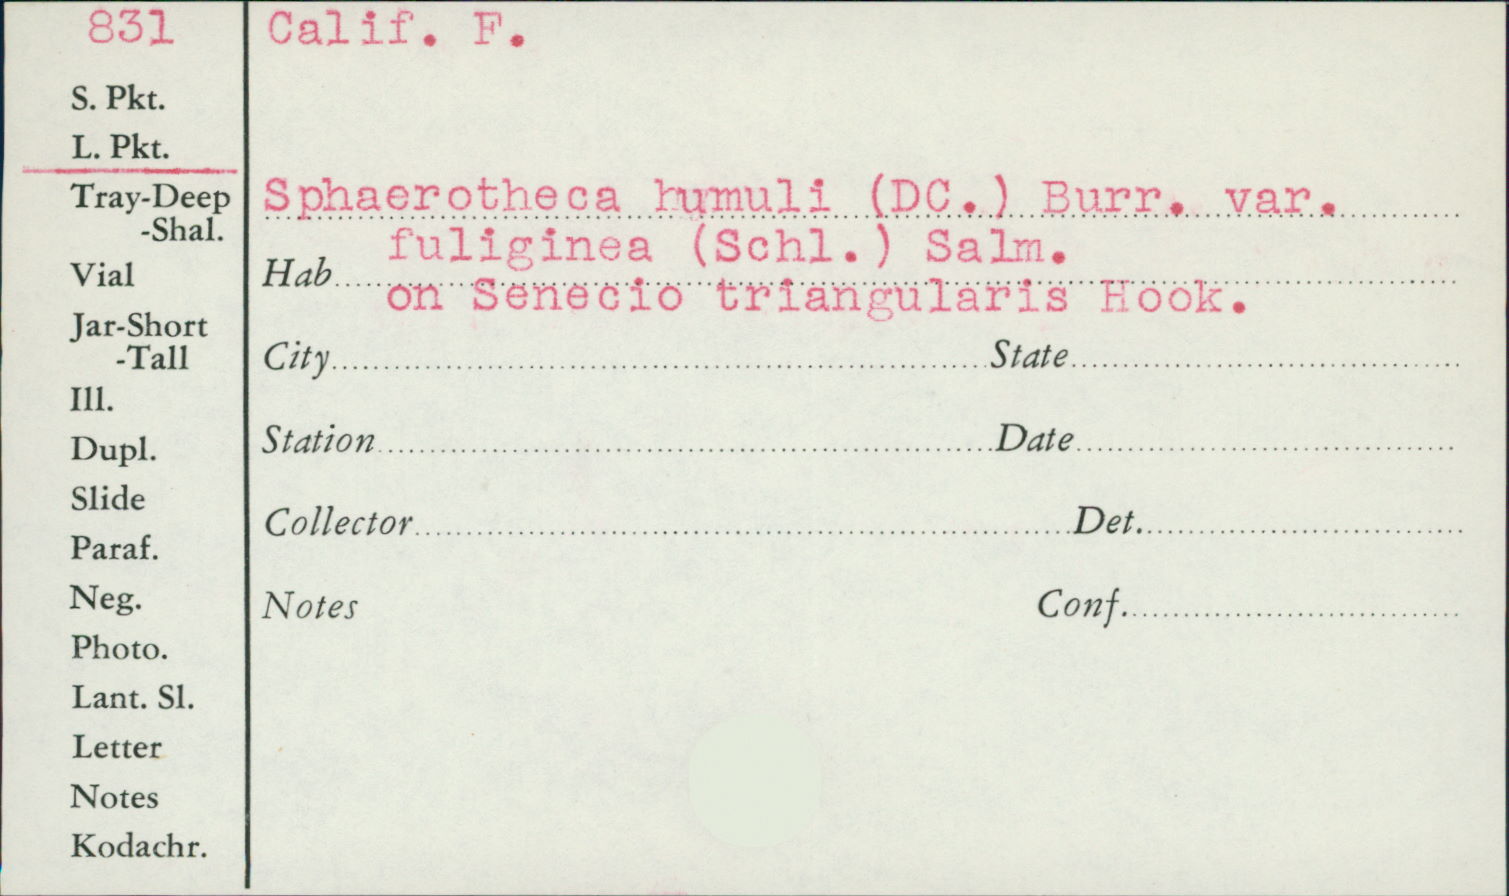 831
Calif. F.
S. Pkt.
L. Pkt.
Tray-Deep
-Shal.
Vial
Jar-Short
-Tall
Ill.
Dupl.
Slide
Paraf.
Neg.
Photo.
Lant. Sl.
Letter
Notes
Kodachr.
Sphaerotheca humuli (DC.) Burr. var.
fuliginea (Schl.) Salm.
Hab
on Senecio triangularis Hook.
City State
Station Date
Collector Det.
Notes Conf.